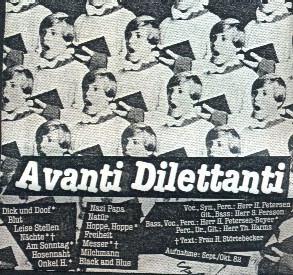 Avanti Dilettanti
Dick und Doof*
Blut
Leise Stellen
Nächte*†
Am Sonntag*
Rosennaht
Onkel H.*
Nazi Papa
Natür
Hoppe, Hoppe*
Freiheit
Messer*†
Milchmann
Black and Blue
Voc., Syn., Perc.: Herr H. Petersen
Git., Bass: Herr S. Persson
Bass, Voc., Perc.: Herr H. Petersen-Beyer*
Perc., Dr., Git.: Herr Th. Harms
† Text: Frau H. Störtebecker
Aufnahme: Sept./Okt. 82